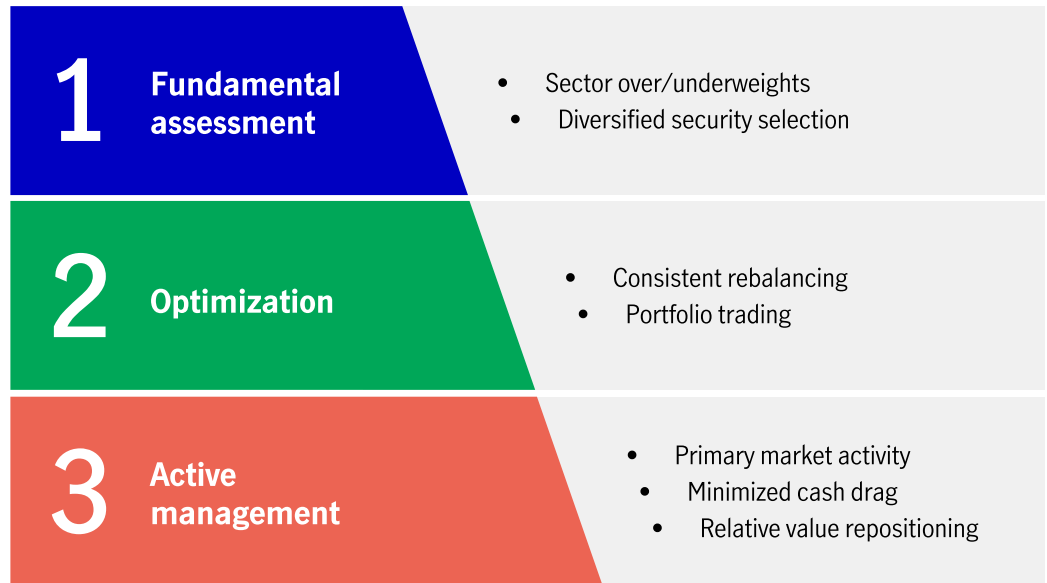 1
Fundamental
assessment
• Sector over/underweights
• Diversified security selection
2
Optimization
• Consistent rebalancing
• Portfolio trading
3
Active
management
• Primary market activity
• Minimized cash drag
• Relative value repositioning